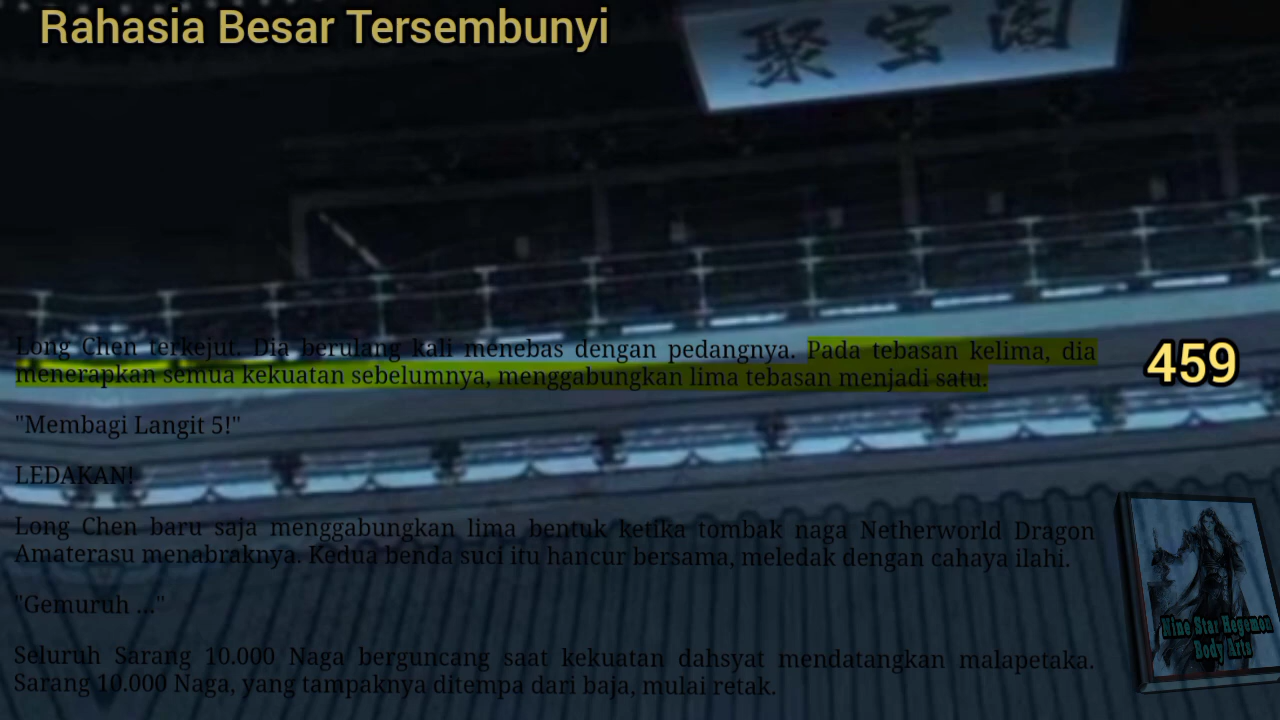 Rahasia Besar Tersembunyi
聚宝阁
Long Chen terkejut. Dia berulang kali menebas dengan pedangnya. Pada tebasan kelima, dia
menerapkan semua kekuatan sebelumnya, menggabungkan lima tebasan menjadi satu.
459
"Membagi Langit 5!"
LEDAKAN!
Long Chen baru saja menggabungkan lima bentuk ketika tombak naga Netherworld Dragon
Amaterasu menabraknya. Kedua benda suci itu hancur bersama, meledak dengan cahaya ilahi.
"Gemuruh ..."
Seluruh Sarang 10.000 Naga berguncang saat kekuatan dahsyat mendatangkan malapetaka.
Sarang 10.000 Naga, yang tampaknya ditempa dari baja, mulai retak.
Nine Star Hegemon
Body Arts